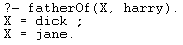 ?- fatherOf(X, harry).
X = dick ;
X = jane.